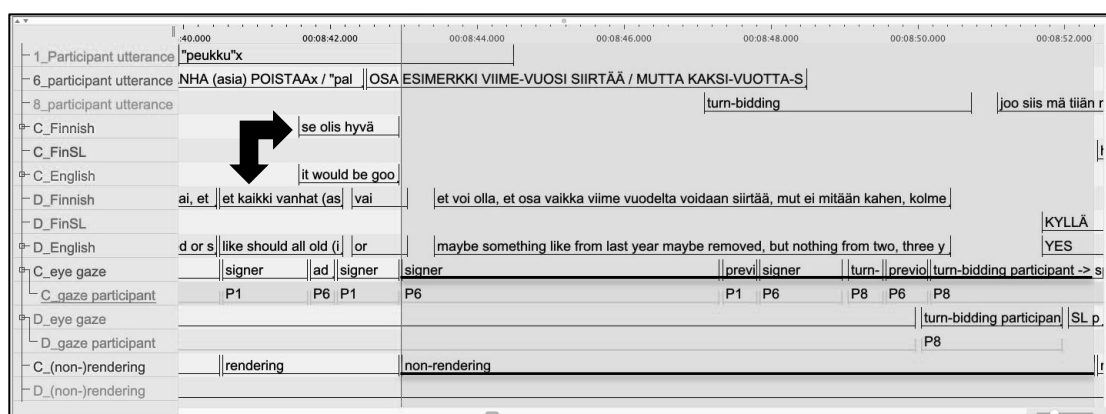 :40.000 00:08:42.000 00:08:44.000 00:08:46.000 00:08:48.000 00:08:50.000 00:08:52.000
1_Participant utterance "peukku"x
6_participant utterance NHA (asia) POISTAAx / "pal OSA ESIMERKKI VIIME-VUOSI SIIRTÄÄ / MUTTA KAKSI-VUOTTA-S
8_participant utterance turn-bidding joo siis mä tiiän r
C_Finnish se olis hyvä
C_FinSL
C_English it would be goo
D_Finnish ai, et et kaikki vanhat (as vai et voi olla, et osa vaikka viime vuodelta voidaan siirtää, mut ei mitään kahen, kolme
D_FinSL KYLLÄ
D_English d or s like should all old (i or maybe something like from last year maybe removed, but nothing from two, three y YES
C_eye gaze signer ad signer signer previ signer turn- previo turn-bidding participant -> s
C_gaze participant P1 P6 P1 P6 P1 P6 P8 P6 P8
D_eye gaze turn-bidding participan SL p
D_gaze participant P8
C_(non-)rendering rendering non-rendering
D_(non-)rendering